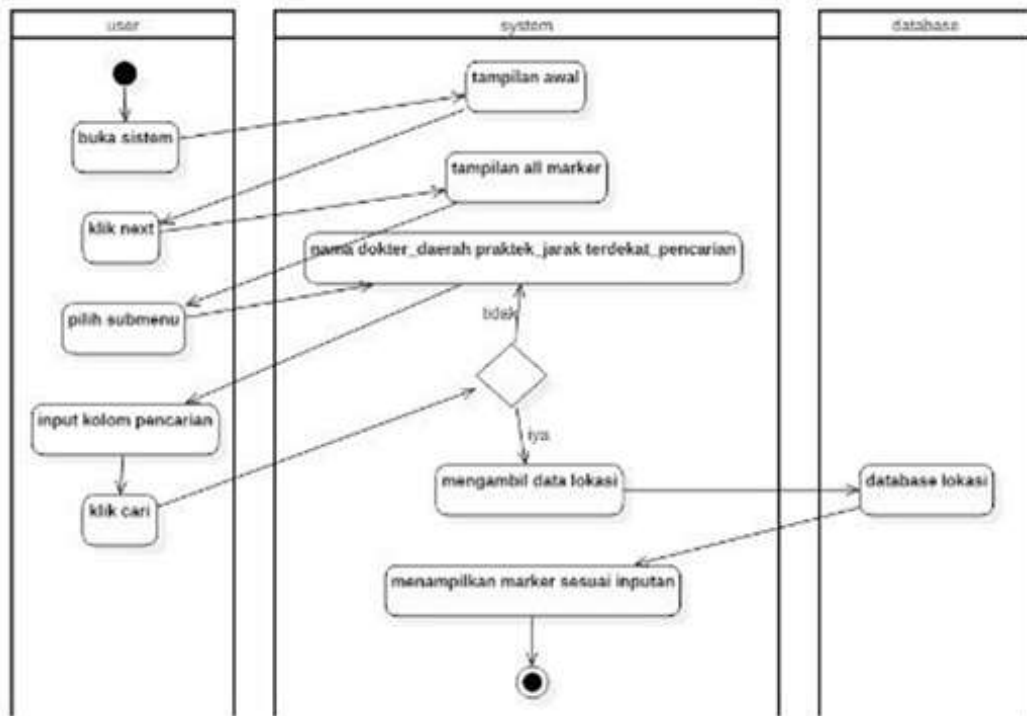 user
system
database
tampilan awal
buka sistem
tampilan all marker
klik next
nama dokter_daerah praktek_jarak terdekat_pencarian
pilih submenu
tidak
input kolom pencarian
iya
mengambil data lokasi
database lokasi
klik cari
menampilkan marker sesuai inputan